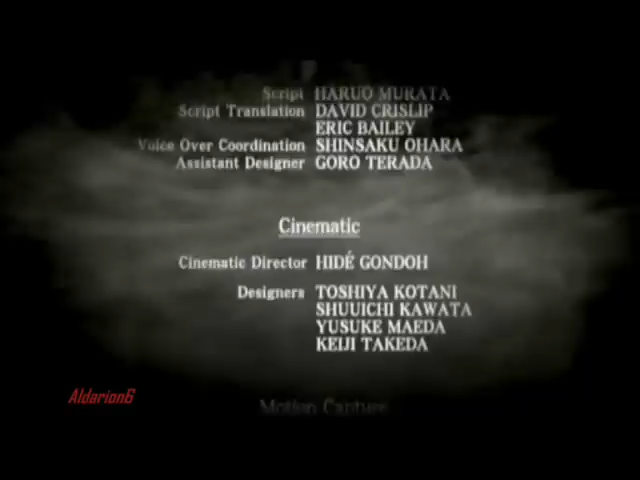 Script HARUO MURATA
Script Translation DAVID CRISLIP
ERIC BAILEY
Voice Over Coordination SHINSAKU OHARA
Assistant Designer GORO TERADA
Cinematic
Cinematic Director HIDÉ GONDOH
Designers TOSHIYA KOTANI
SHUUICHI KAWATA
YUSUKE MAEDA
KEIJI TAKEDA
Aldarion6
Motion Capture